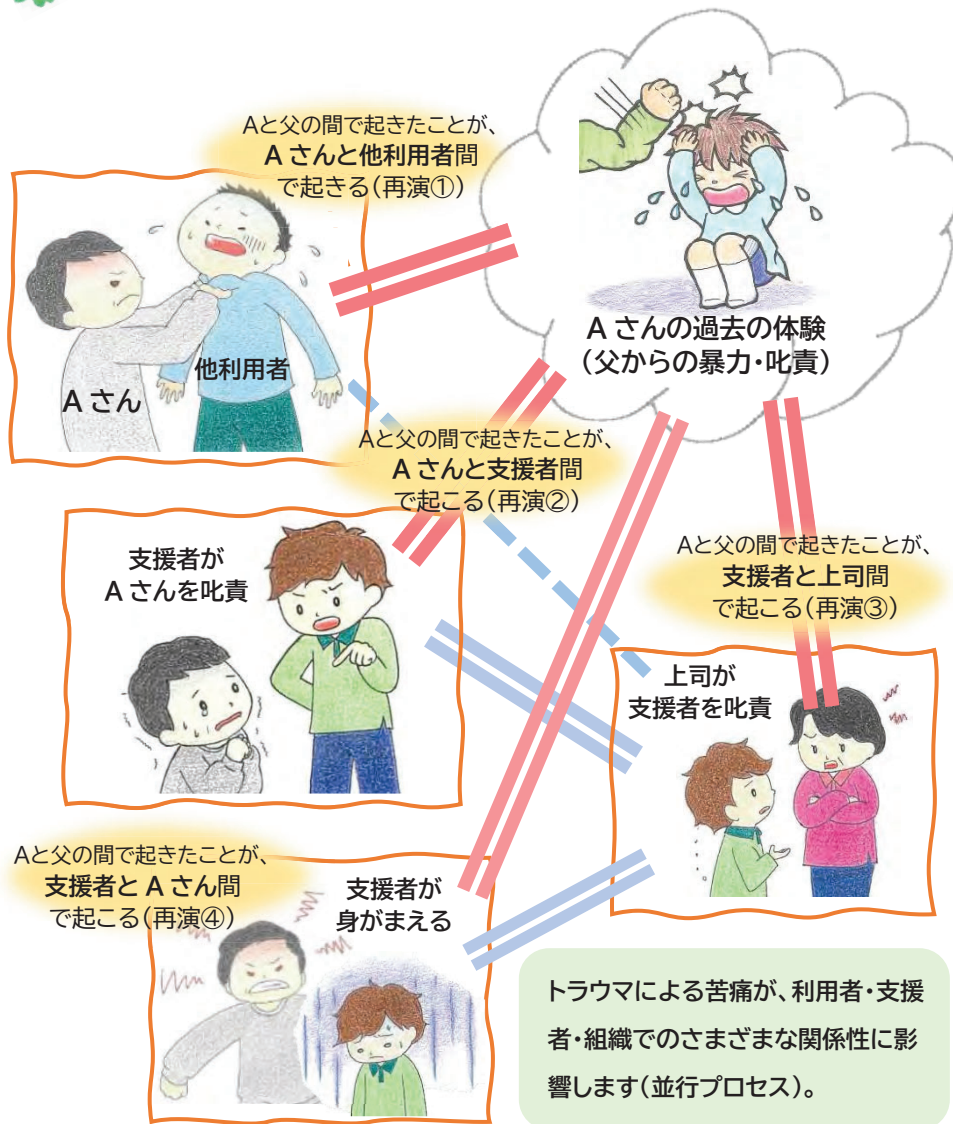 Aと父の間で起きたことが、
A さんと他利用者間
で起きる(再演①)
A さん
他利用者
A さんの過去の体験
(父からの暴力・叱責)
Aと父の間で起きたことが、
A さんと支援者間
で起こる(再演②)
支援者が
A さんを叱責
Aと父の間で起きたことが、
支援者と上司間
で起こる(再演③)
上司が
支援者を叱責
Aと父の間で起きたことが、
支援者と A さん間
で起こる(再演④)
支援者が
身がまえる
トラウマによる苦痛が、利用者・支援
者・組織でのさまざまな関係性に影
響します(並行プロセス)。